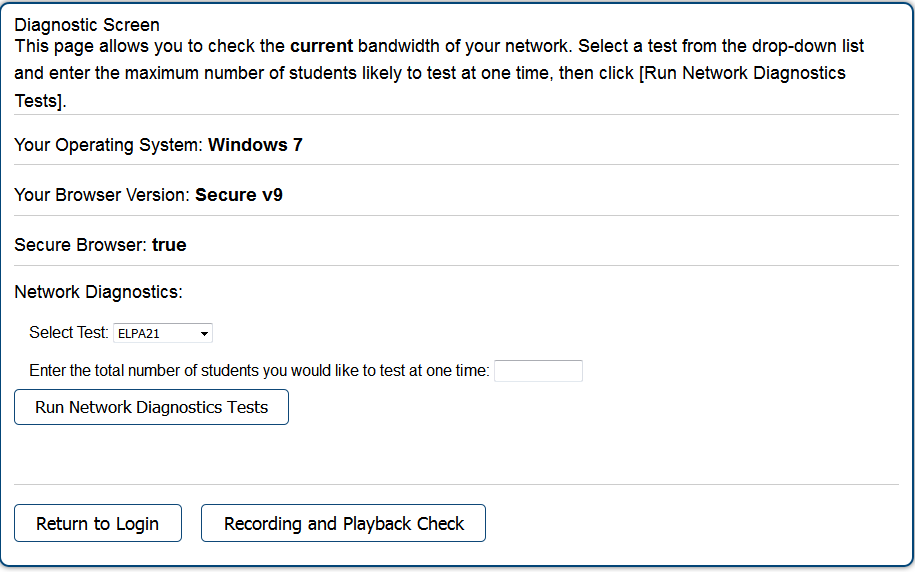 Diagnostic Screen
This page allows you to check the current bandwidth of your network. Select a test from the drop-down list
and enter the maximum number of students likely to test at one time, then click [Run Network Diagnostics
Tests].
Your Operating System: Windows 7
Your Browser Version: Secure v9
Secure Browser: true
Network Diagnostics:
Select Test: ELPA21
Enter the total number of students you would like to test at one time:
Run Network Diagnostics Tests
Return to Login
Recording and Playback Check